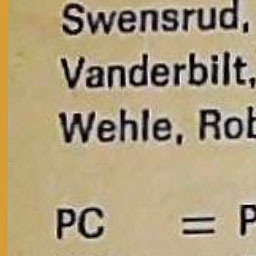 Swensrud,
Vanderbilt,
Wehle, Rob
PC = P